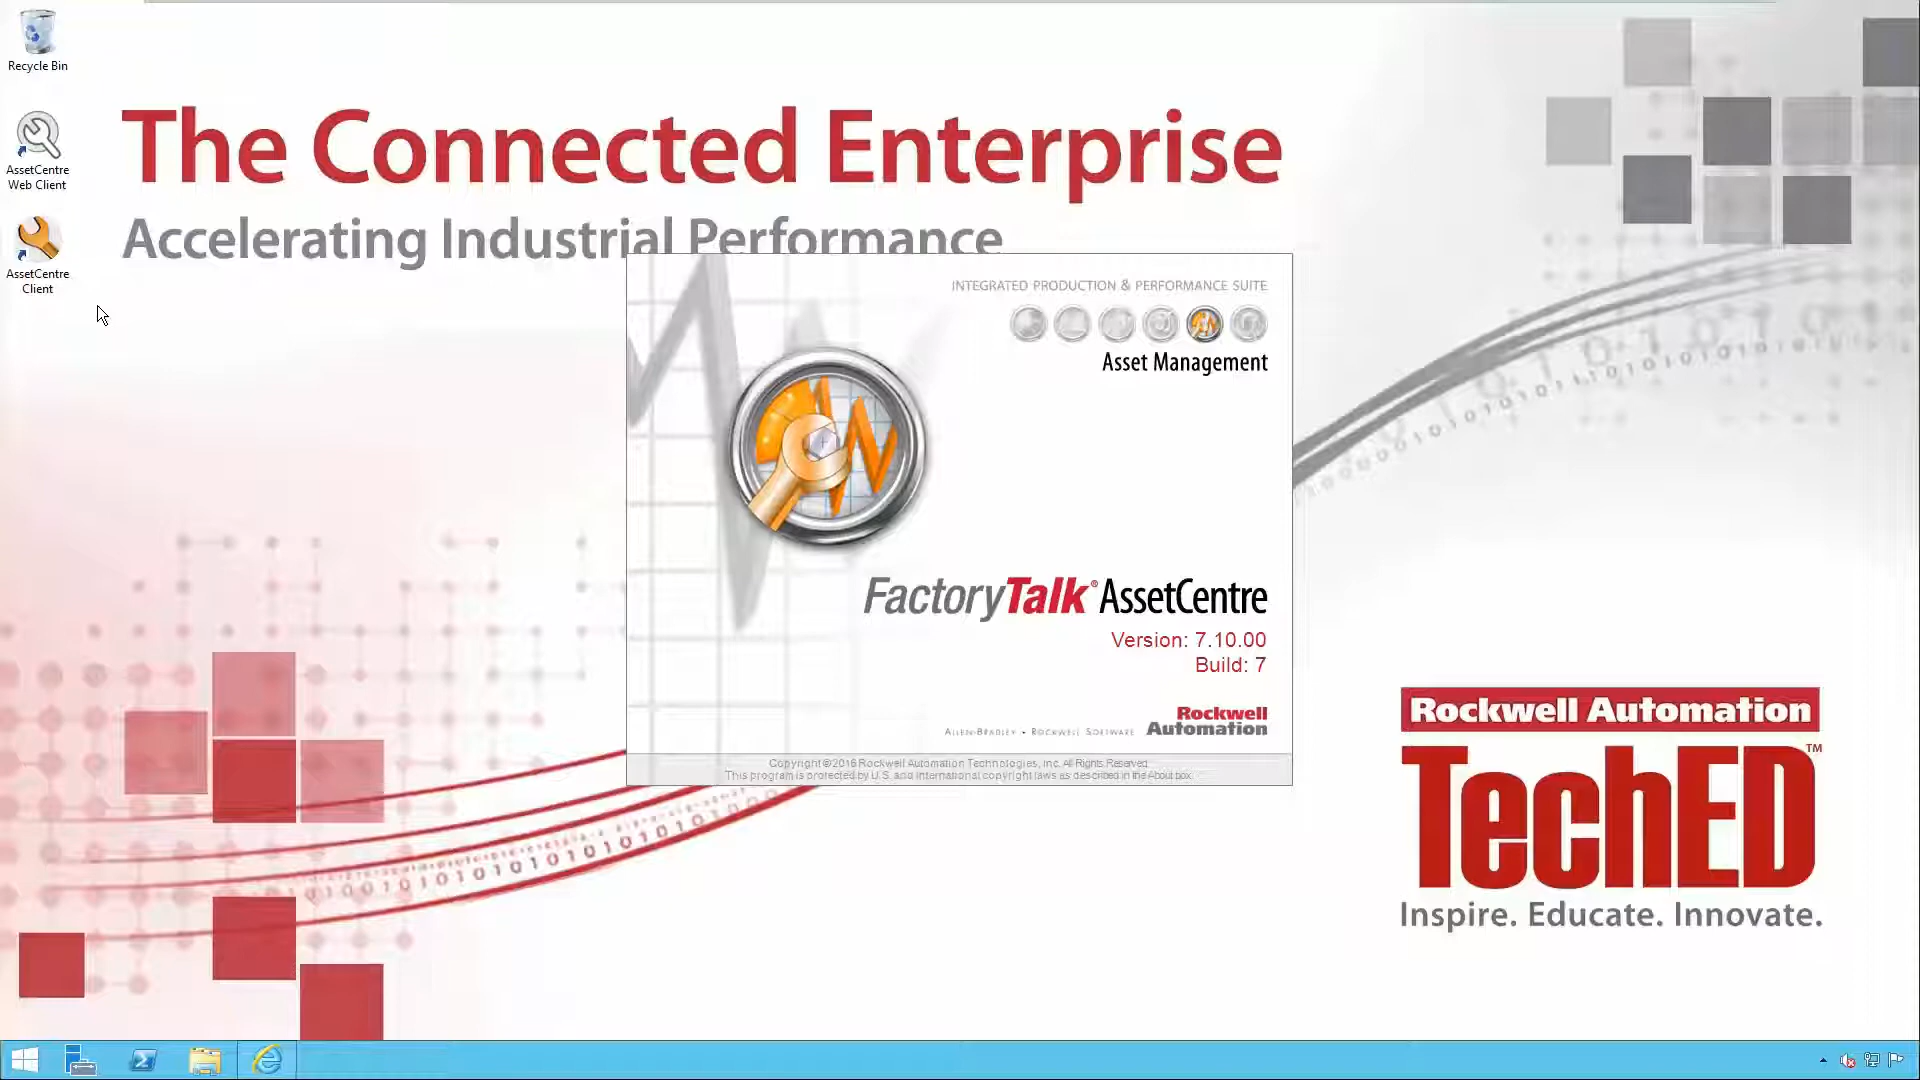 Recycle Bin
AssetCentre
Web Client
AssetCentre
Client
The Connected Enterprise
Accelerating Industrial Performance
INTEGRATED PRODUCTION & PERFORMANCE SUITE
Asset Management
FactoryTalk® AssetCentre
Version: 7.10.00
Build: 7
ALLEN-BRADLEY • ROCKWELL SOFTWARE
Rockwell
Automation
Copyright ©2016 Rockwell Automation Technologies, Inc. All Rights Reserved.
This program is protected by U.S. and international copyright laws as described in the About box.
Rockwell Automation
TechED™
Inspire. Educate. Innovate.